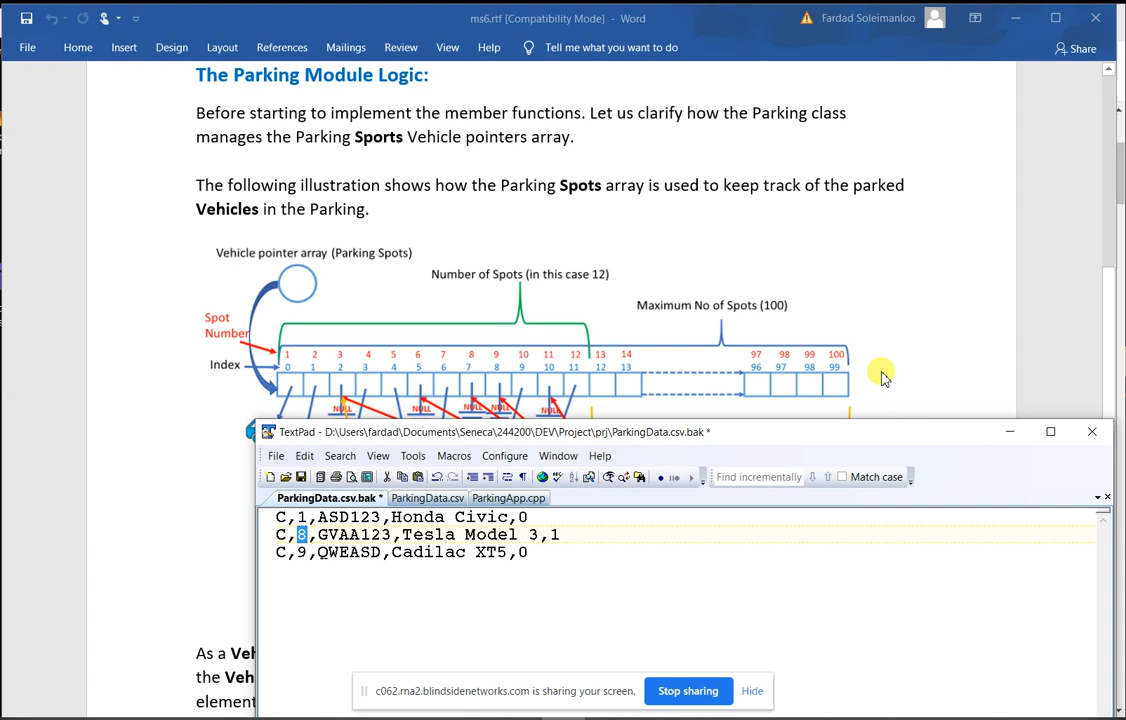 ms6.rtf [Compatibility Mode] - Word
Fardad Soleimanloo
File Home Insert Design Layout References Mailings Review View Help Tell me what you want to do
Share
The Parking Module Logic:
Before starting to implement the member functions. Let us clarify how the Parking class
manages the Parking Sports Vehicle pointers array.
The following illustration shows how the Parking Spots array is used to keep track of the parked
Vehicles in the Parking.
Vehicle pointer array (Parking Spots)
Number of Spots (in this case 12)
Maximum No of Spots (100)
Spot
Number
1 2 3 4 5 6 7 8 9 10 11 12 13 14 97 98 99 100
Index 0 1 2 3 4 5 6 7 8 9 10 11 12 13 96 97 98 99
NULL NULL NULL NULL NULL
TextPad - D:\Users\fardad\Documents\Seneca\244200\DEV\Project\prj\ParkingData.csv.bak *
File Edit Search View Tools Macros Configure Window Help
Find incrementally Match case
ParkingData.csv.bak * ParkingData.csv ParkingApp.cpp
C,1,ASD123,Honda Civic,0
C,8,GVAA123,Tesla Model 3,1
C,9,QWEASD,Cadilac XT5,0
As a
the
element
c062.rna2.blindsidenetworks.com is sharing your screen.
Stop sharing
Hide